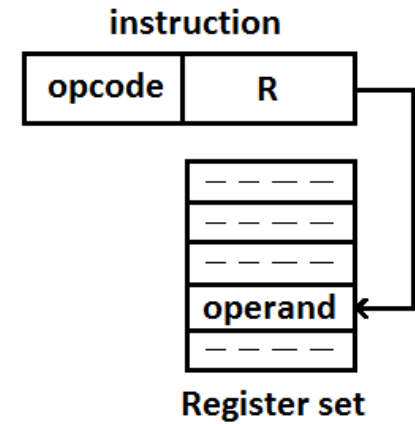 instruction
opcode R
operand
Register set